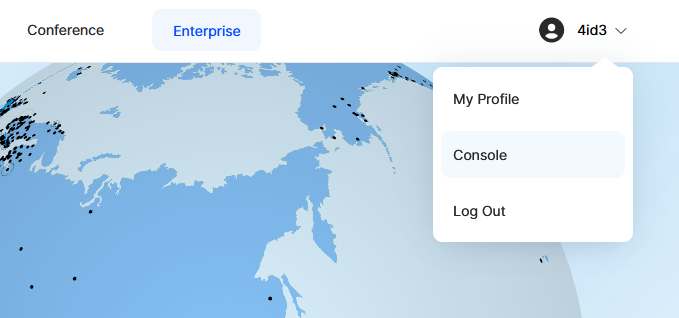 Conference
Enterprise
4id3
My Profile
Console
Log Out